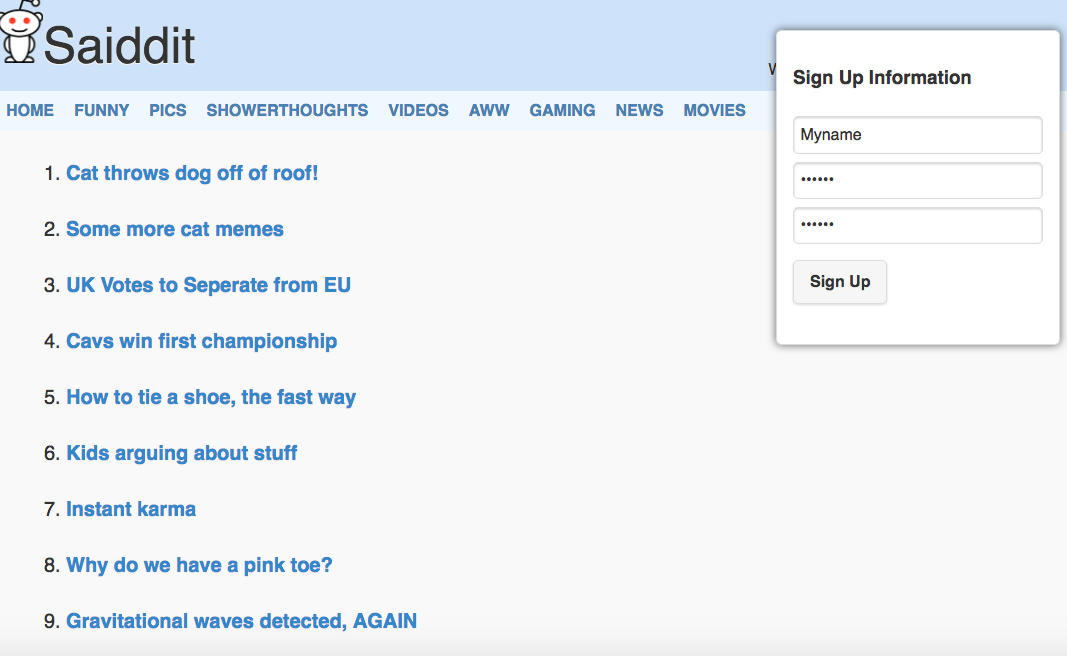 Saiddit
HOME FUNNY PICS SHOWERTHOUGHTS VIDEOS AWW GAMING NEWS MOVIES
1. Cat throws dog off of roof!
2. Some more cat memes
3. UK Votes to Seperate from EU
4. Cavs win first championship
5. How to tie a shoe, the fast way
6. Kids arguing about stuff
7. Instant karma
8. Why do we have a pink toe?
9. Gravitational waves detected, AGAIN
Sign Up Information
Myname
••••••
••••••
Sign Up